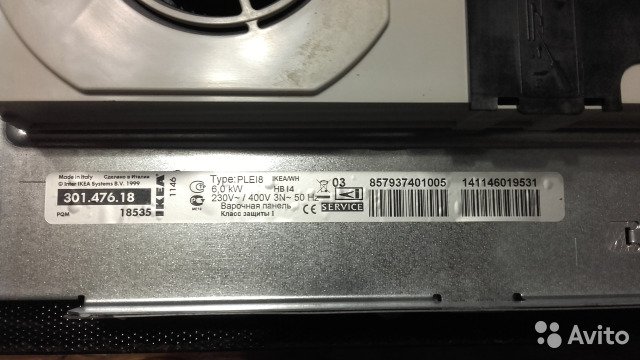 Made in Italy Сделано в Италии
© Inter IKEA Systems B.V. 1999
301.476.18
PQM 18535
IKEA
1146
Type: PLEI8 IKEA/WH
6,0 kW HB I4
230V~ / 400V 3N~ 50 Hz
Варочная панель
Класс защиты I
03
SERVICE
857937401005 141146019531
Avito